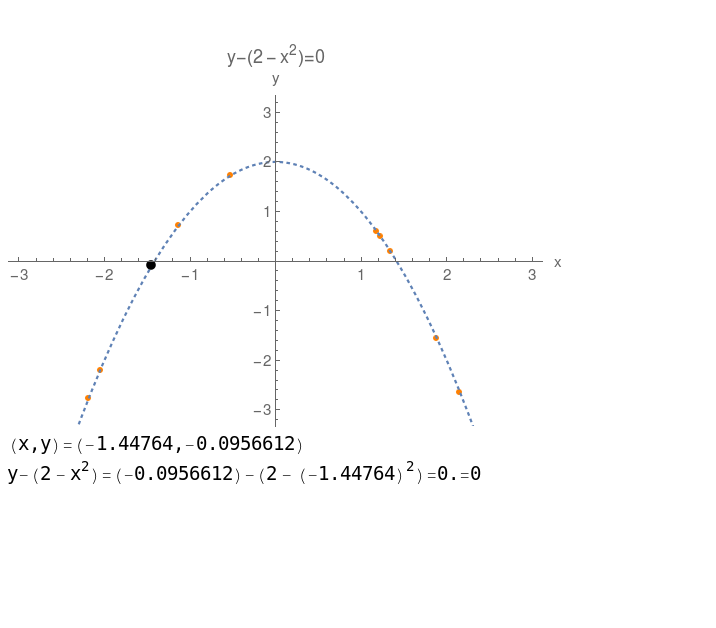 y−(2−x²)=0
y
3
2
1
−3 −2 −1 1 2 3 x
−1
−2
−3
(x,y)=(−1.44764,−0.0956612)
y−(2−x²)=(−0.0956612)−(2−(−1.44764)²)=0.=0